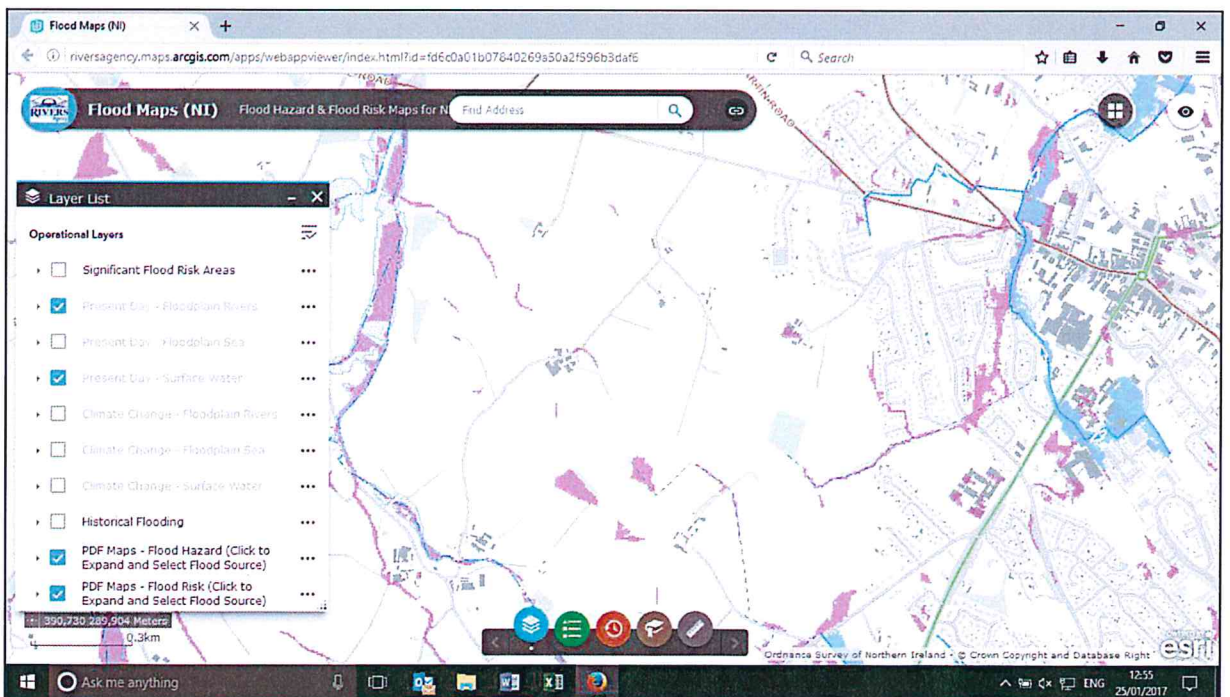 Flood Maps (NI)
riversagency.maps.arcgis.com/apps/webappviewer/index.html?id=fd6c0a01b07840269a50a2f596b3daf6
Search
RIVERS
Agency
Flood Maps (NI)
Flood Hazard & Flood Risk Maps for N
Find Address
MIN-ROAD
ROAD
Layer List
Operational Layers
Significant Flood Risk Areas
Present Day - Floodplain Rivers
Present Day - Floodplain Sea
Present Day - Surface Water
Climate Change - Floodplain Rivers
Climate Change - Floodplain Sea
Climate Change - Surface Water
Historical Flooding
PDF Maps - Flood Hazard (Click to
Expand and Select Flood Source)
PDF Maps - Flood Risk (Click to
Expand and Select Flood Source)
390,730 289,904 Meters
0.3km
Ordnance Survey of Northern Ireland - © Crown Copyright and Database Right
esri
Ask me anything
ENG
12:55
25/01/2017